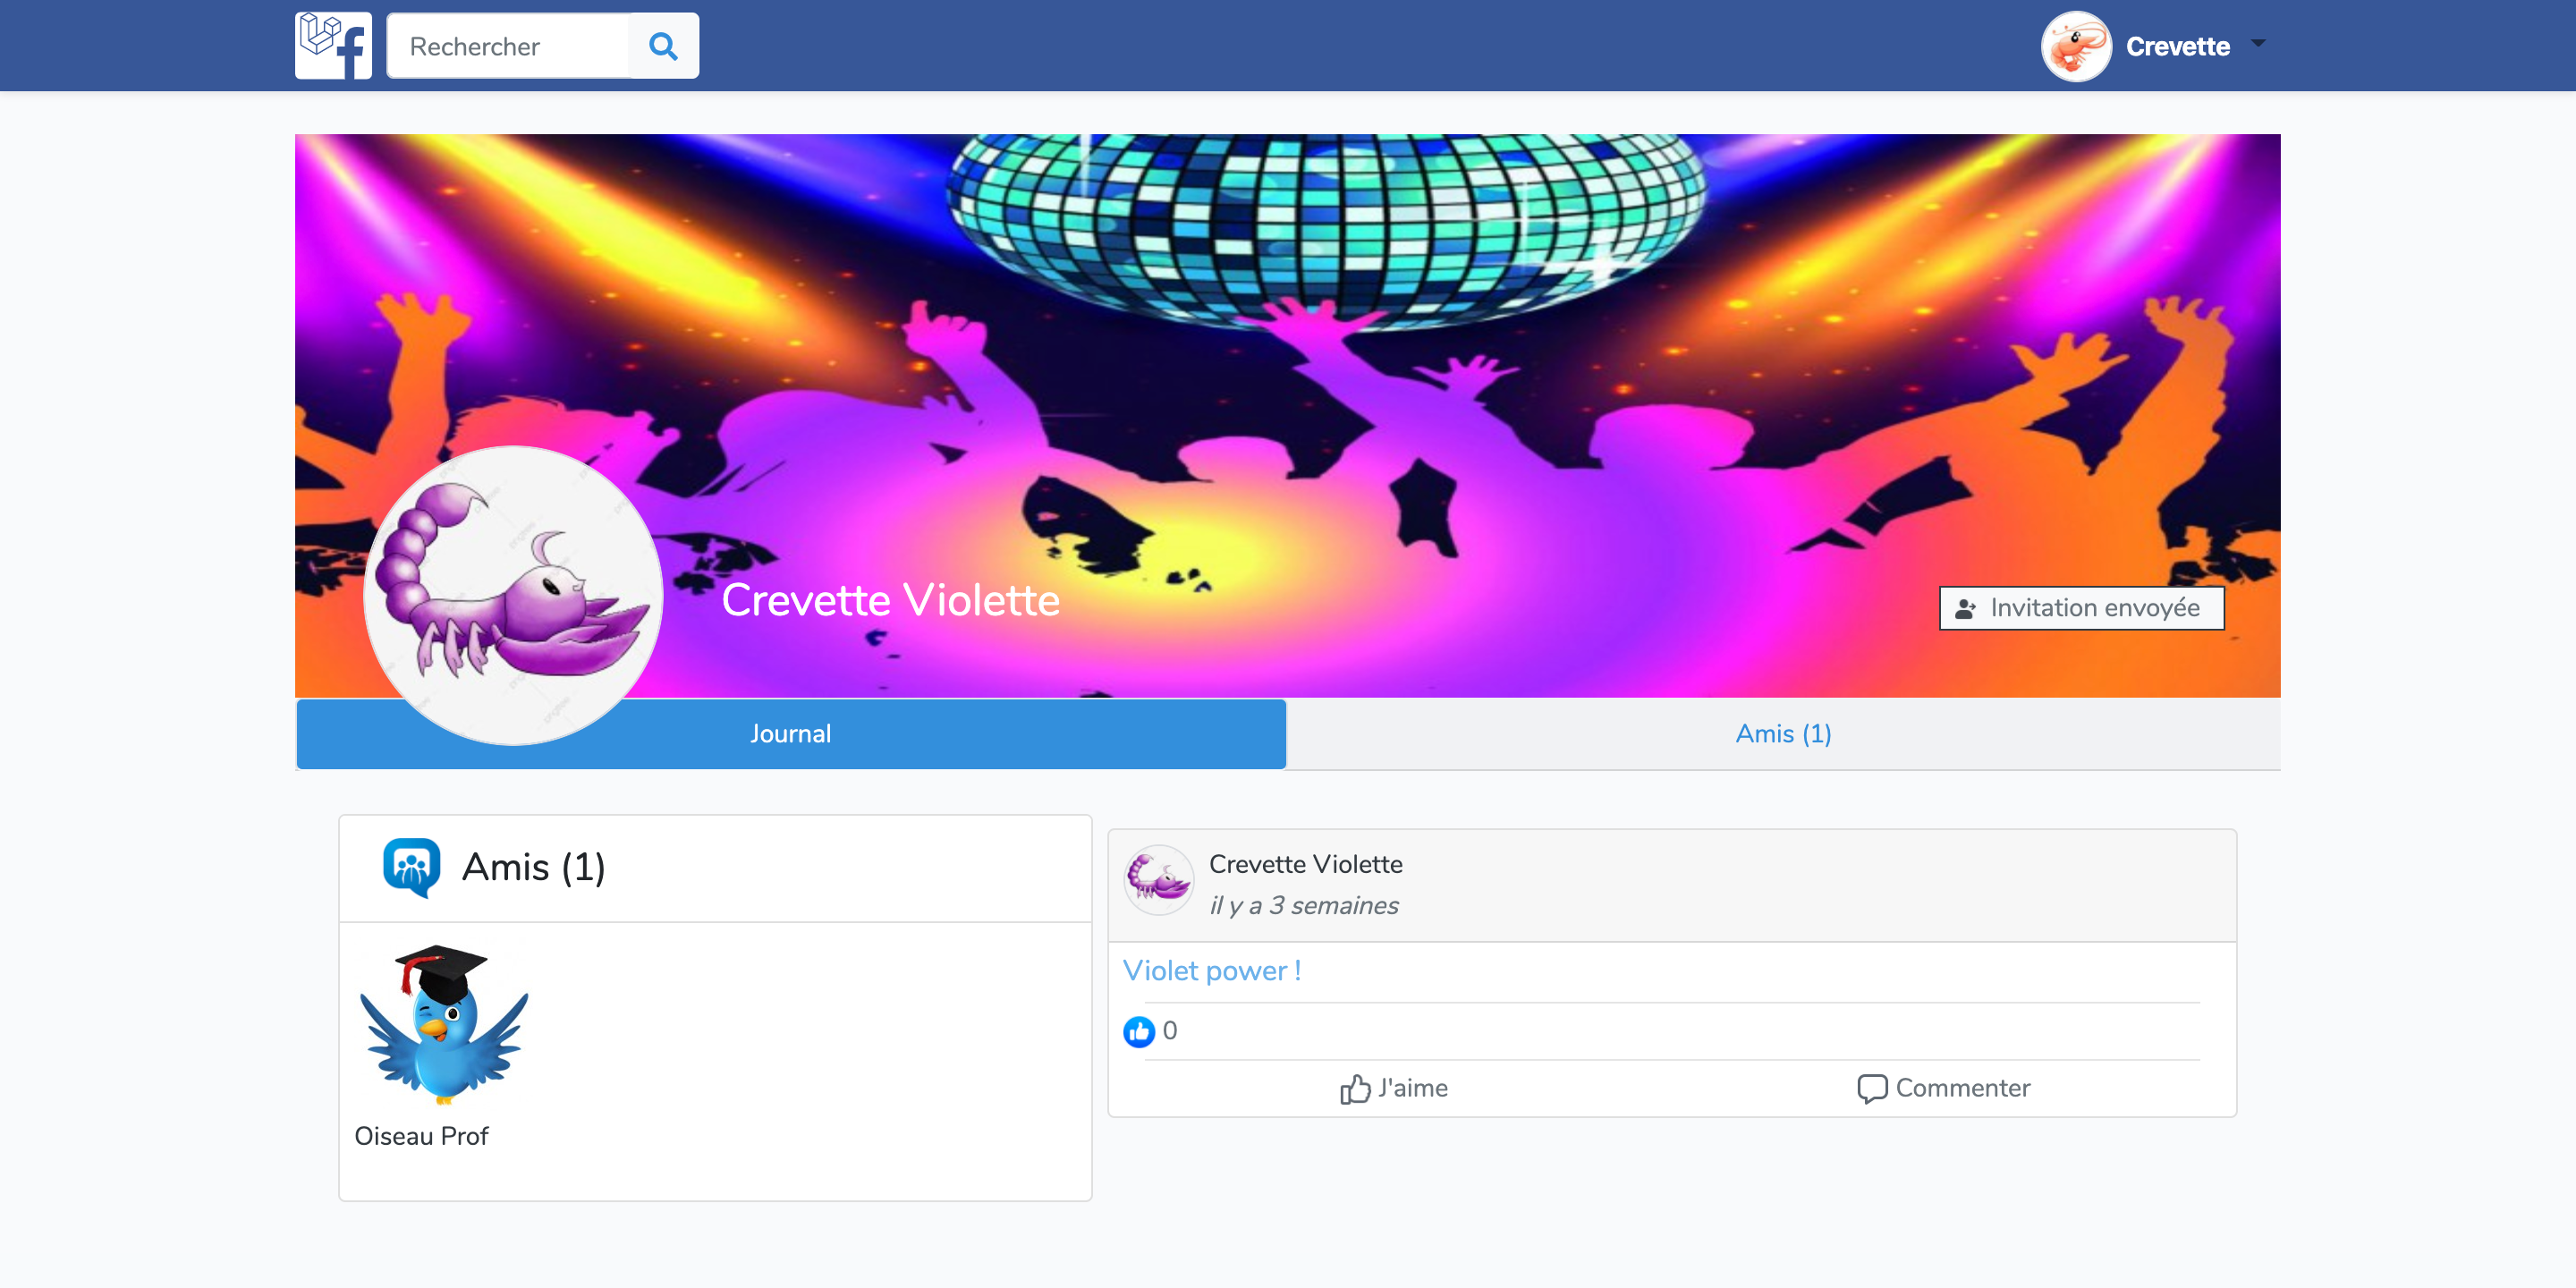 Rechercher
Crevette
Crevette Violette
Invitation envoyée
Journal
Amis (1)
Amis (1)
Oiseau Prof
Crevette Violette
il y a 3 semaines
Violet power !
0
J'aime
Commenter